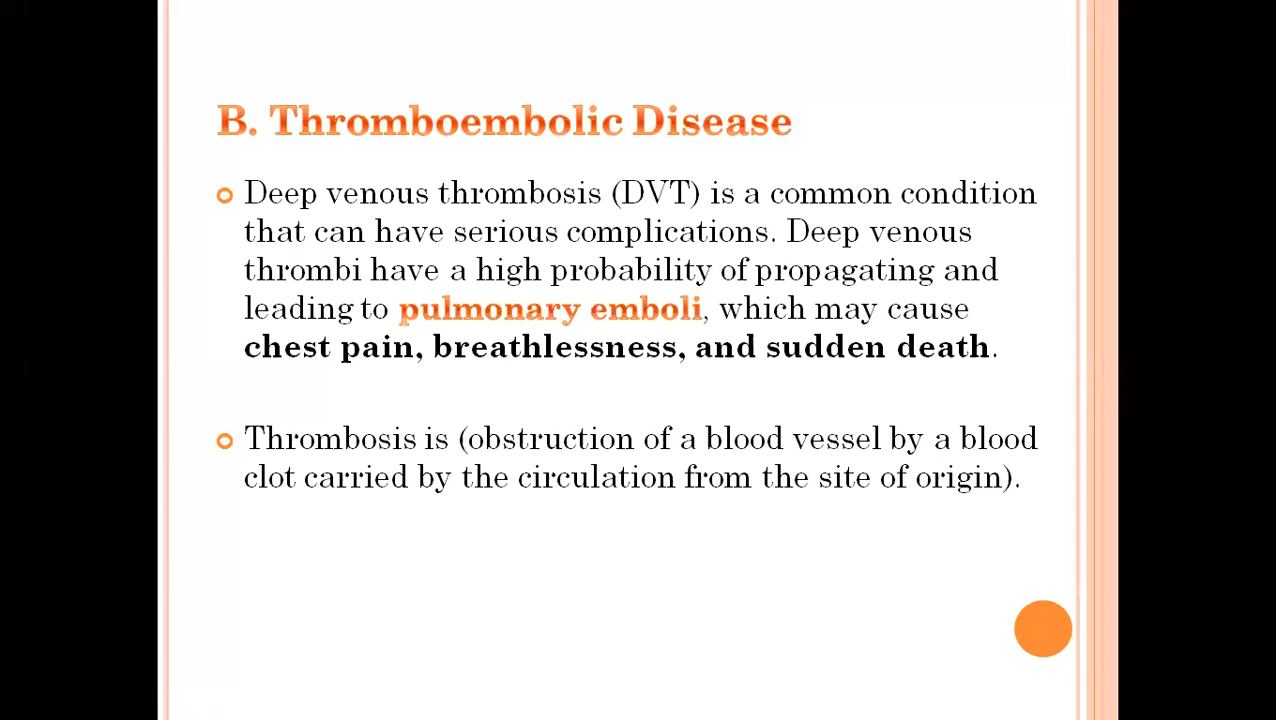 B. Thromboembolic Disease
Deep venous thrombosis (DVT) is a common condition
that can have serious complications. Deep venous
thrombi have a high probability of propagating and
leading to pulmonary emboli, which may cause
chest pain, breathlessness, and sudden death.
Thrombosis is (obstruction of a blood vessel by a blood
clot carried by the circulation from the site of origin).